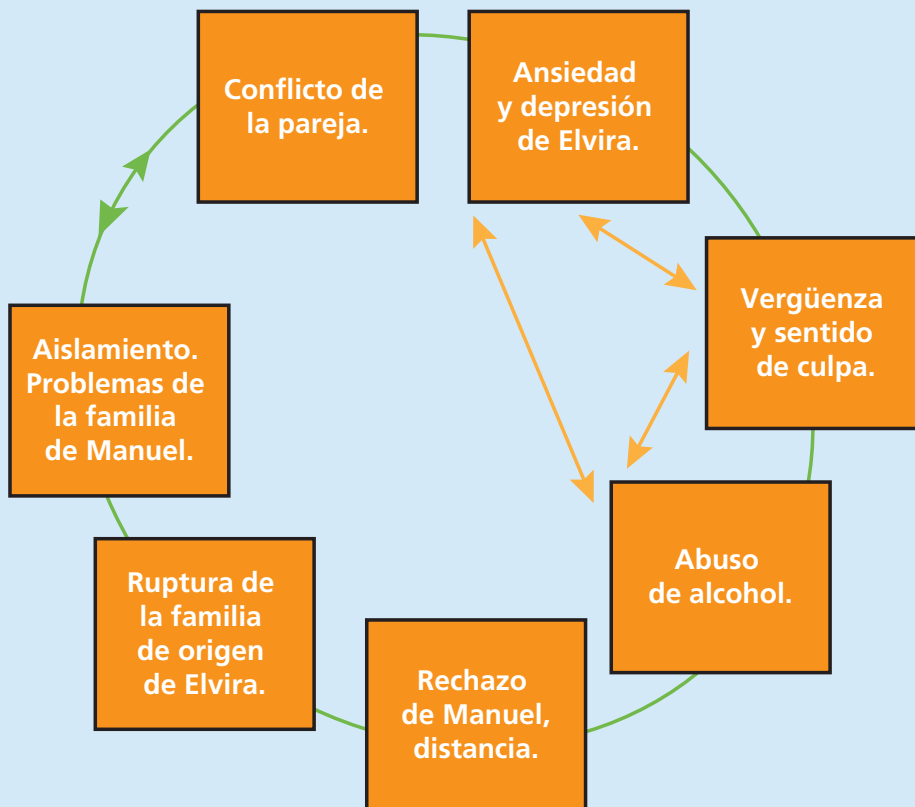 Conflicto de
la pareja.
Ansiedad
y depresión
de Elvira.
Vergüenza
y sentido
de culpa.
Abuso
de alcohol.
Rechazo
de Manuel,
distancia.
Ruptura de
la familia
de origen
de Elvira.
Aislamiento.
Problemas de
la familia
de Manuel.